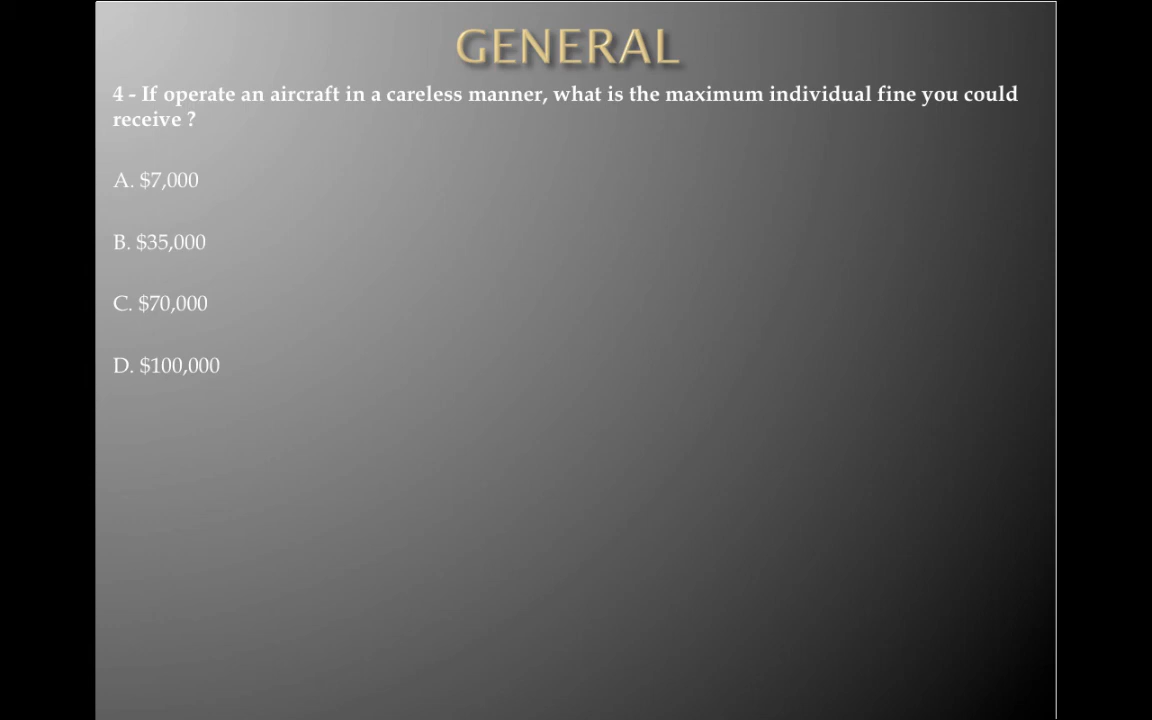 GENERAL
4 - If operate an aircraft in a careless manner, what is the maximum individual fine you could
receive ?
A. $7,000
B. $35,000
C. $70,000
D. $100,000